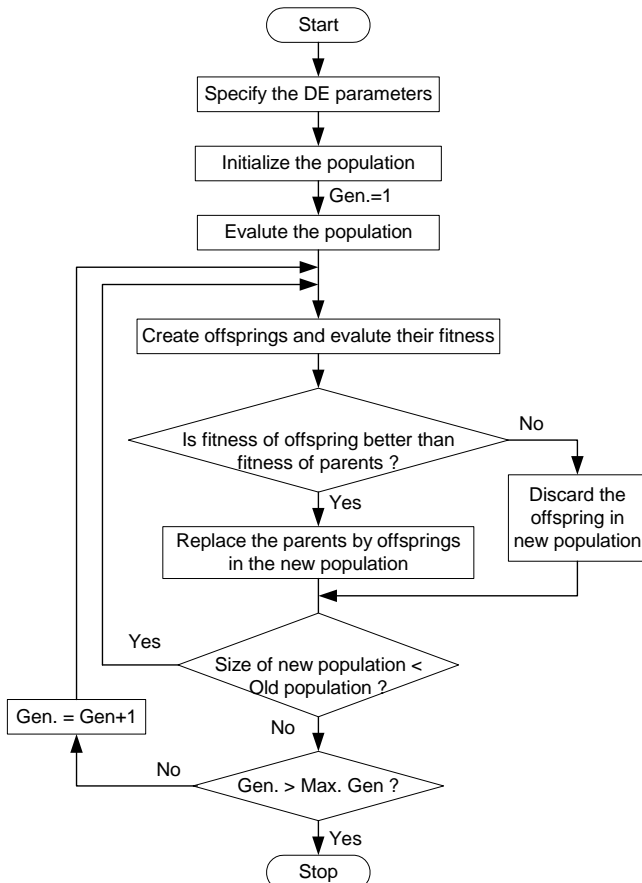 Start
Specify the DE parameters
Initialize the population
Gen.=1
Evalute the population
Create offsprings and evalute their fitness
Is fitness of offspring better than
fitness of parents ?
No
Yes
Discard the
offspring in
new population
Replace the parents by offsprings
in the new population
Yes
Size of new population <
Old population ?
Gen. = Gen+1
No
No
Gen. > Max. Gen ?
Yes
Stop